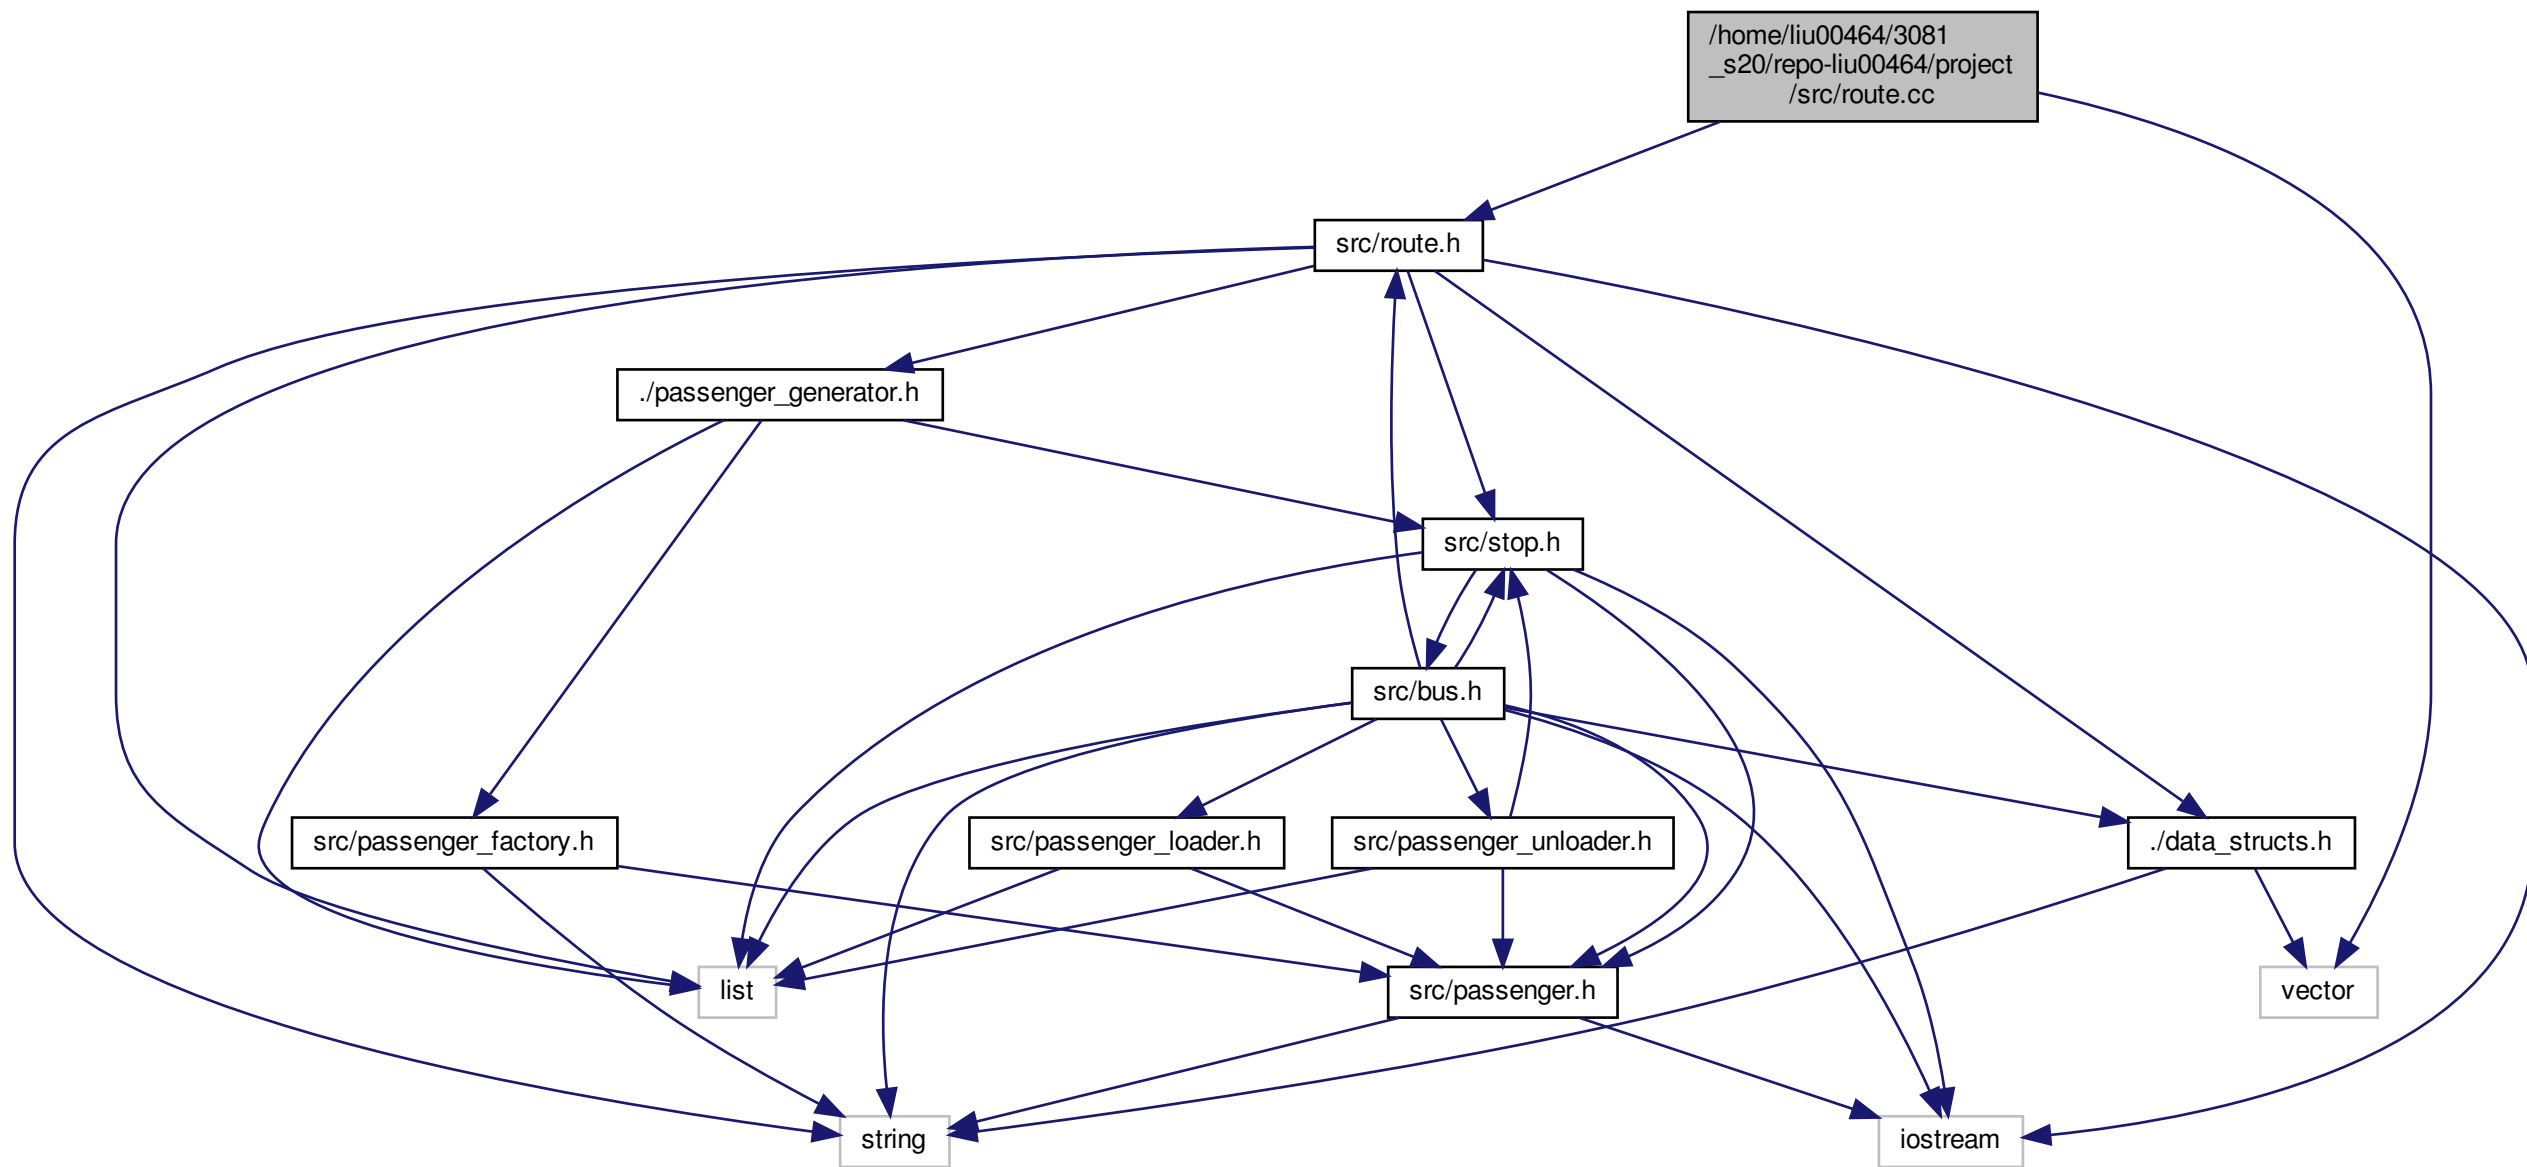 /home/liu00464/3081
_s20/repo-liu00464/project
/src/route.cc
src/route.h
./passenger_generator.h
src/stop.h
src/bus.h
src/passenger_factory.h
src/passenger_loader.h
src/passenger_unloader.h
./data_structs.h
list
src/passenger.h
vector
string
iostream